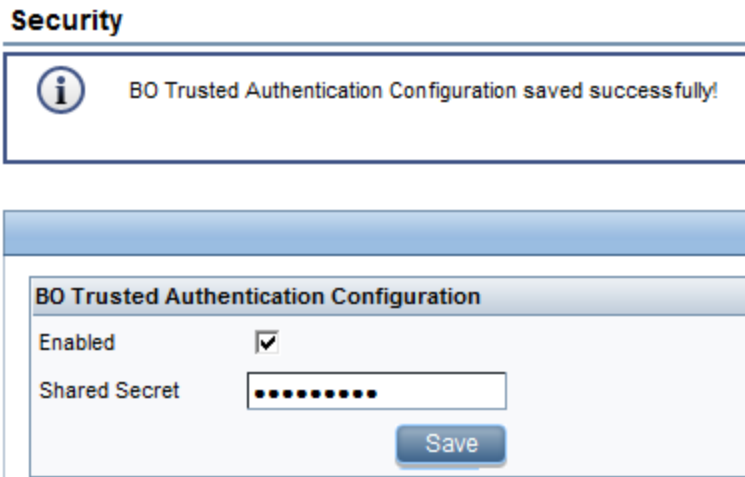 Security
BO Trusted Authentication Configuration saved successfully!
BO Trusted Authentication Configuration
Enabled
Shared Secret •••••••••
Save